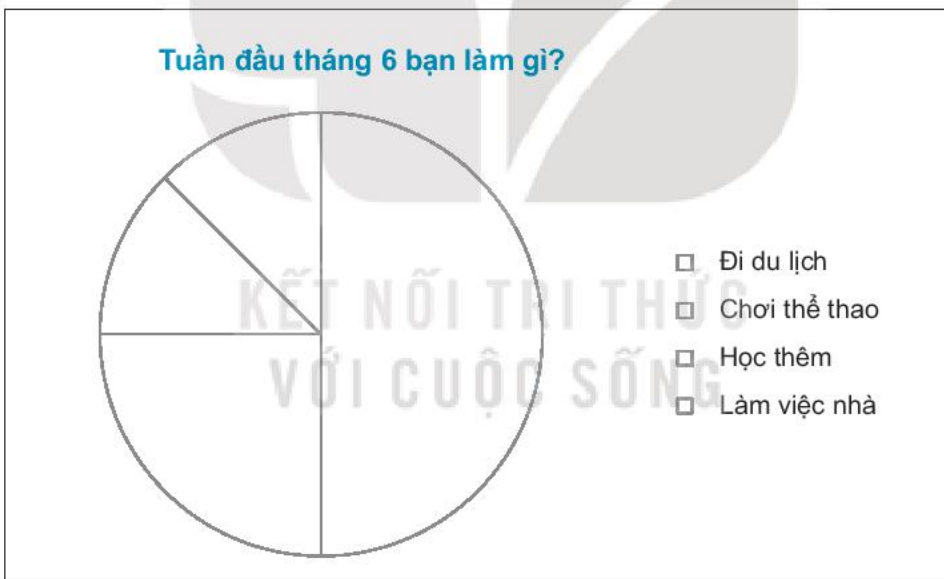 Tuần đầu tháng 6 bạn làm gì?
KẾT NỐI TRI THỨC
VỚI CUỘC SỐNG
Đi du lịch
Chơi thể thao
Học thêm
Làm việc nhà